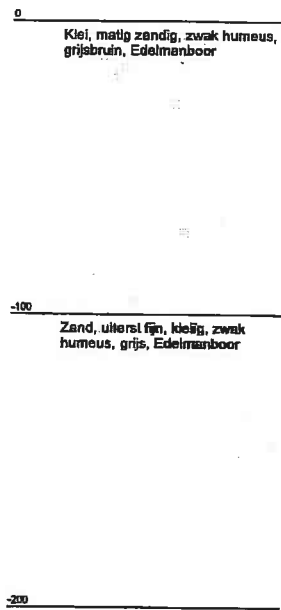 0
Klei, matig zandig, zwak humeus,
grijsbruin, Edelmanboor
-100
Zand, uiterst fijn, kleiig, zwak
humeus, grijs, Edelmanboor
-200